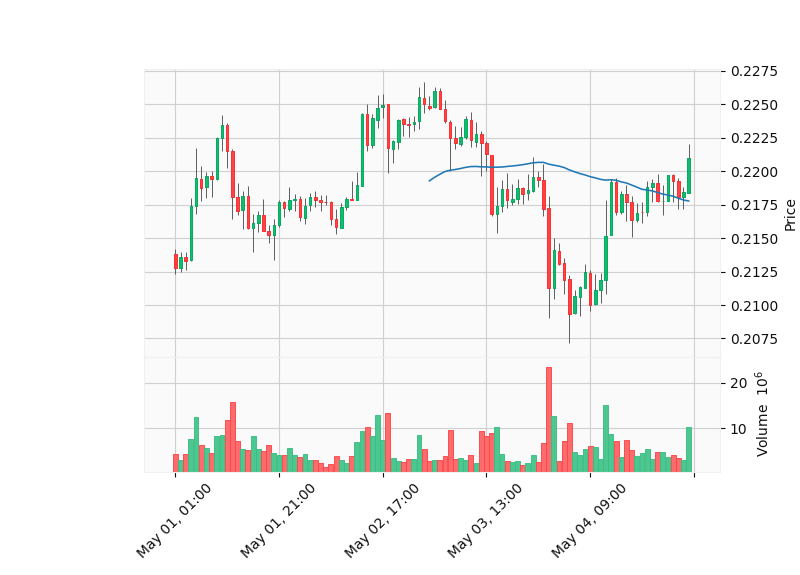 0.2275
0.2250
0.2225
0.2200
0.2175
0.2150
0.2125
0.2100
0.2075
Price
20
10
Volume 10⁶
May 01, 01:00
May 01, 21:00
May 02, 17:00
May 03, 13:00
May 04, 09:00